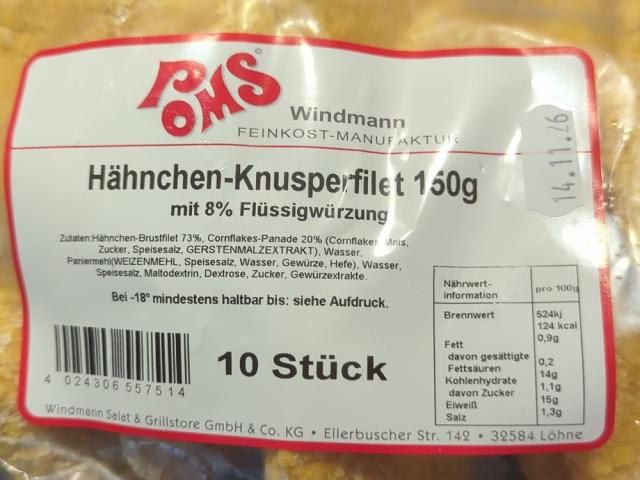 POMS ©
Windmann
FEINKOST-MANUFAKTUR
14.11.26
Hähnchen-Knusperfilet 150g
mit 8% Flüssigwürzung
Zutaten:Hähnchen-Brustfilet 73%, Cornflakes-Panade 20% (Cornflakes Mais,
Zucker, Speisesalz, GERSTENMALZEXTRAKT), Wasser,
Paniermehl(WEIZENMEHL, Speisesalz, Wasser, Gewürze, Hefe), Wasser,
Speisesalz, Maltodextrin, Dextrose, Zucker, Gewürzextrakte.
Bei -18° mindestens haltbar bis: siehe Aufdruck.
10 Stück
4 024306 557514
Nährwert-
information pro 100g
Brennwert 524kj
124 kcal
Fett 0,9g
davon gesättigte
Fettsäuren 0,2
Kohlenhydrate 14g
davon Zucker 1,1g
Eiweiß 15g
Salz 1,3g
Windmann Salat & Grillstore GmbH & Co. KG • Ellerbuscher Str. 142 • 32584 Löhne